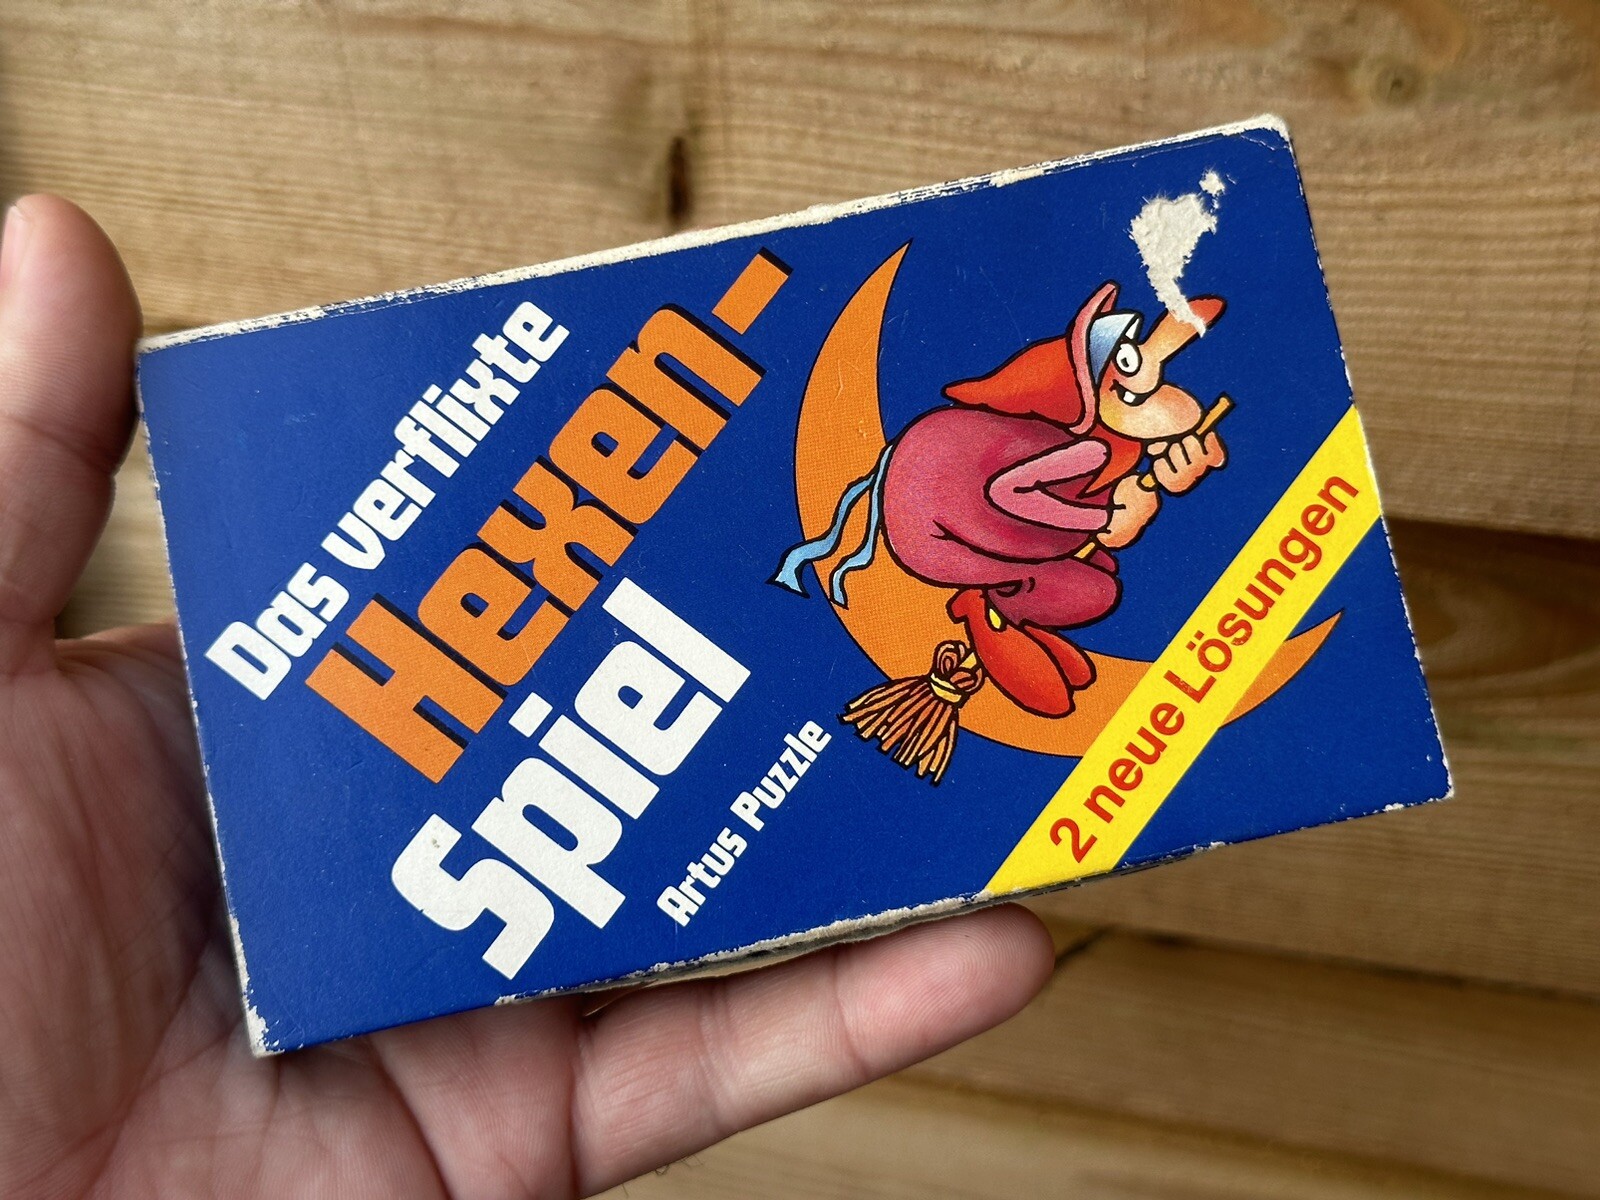 Das verflixte
Hexen-
Spiel
Artus Puzzle
2 neue Lösungen